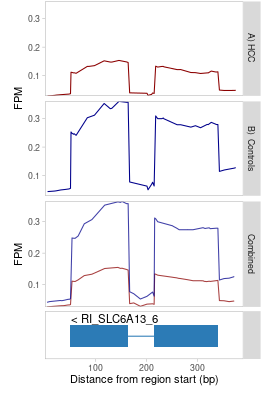 0.3
0.2
0.1
FPM
A) HCC
0.3
0.2
0.1
B) Controls
0.3
0.2
0.1
FPM
Combined
< RI_SLC6A13_6
100 200 300
Distance from region start (bp)